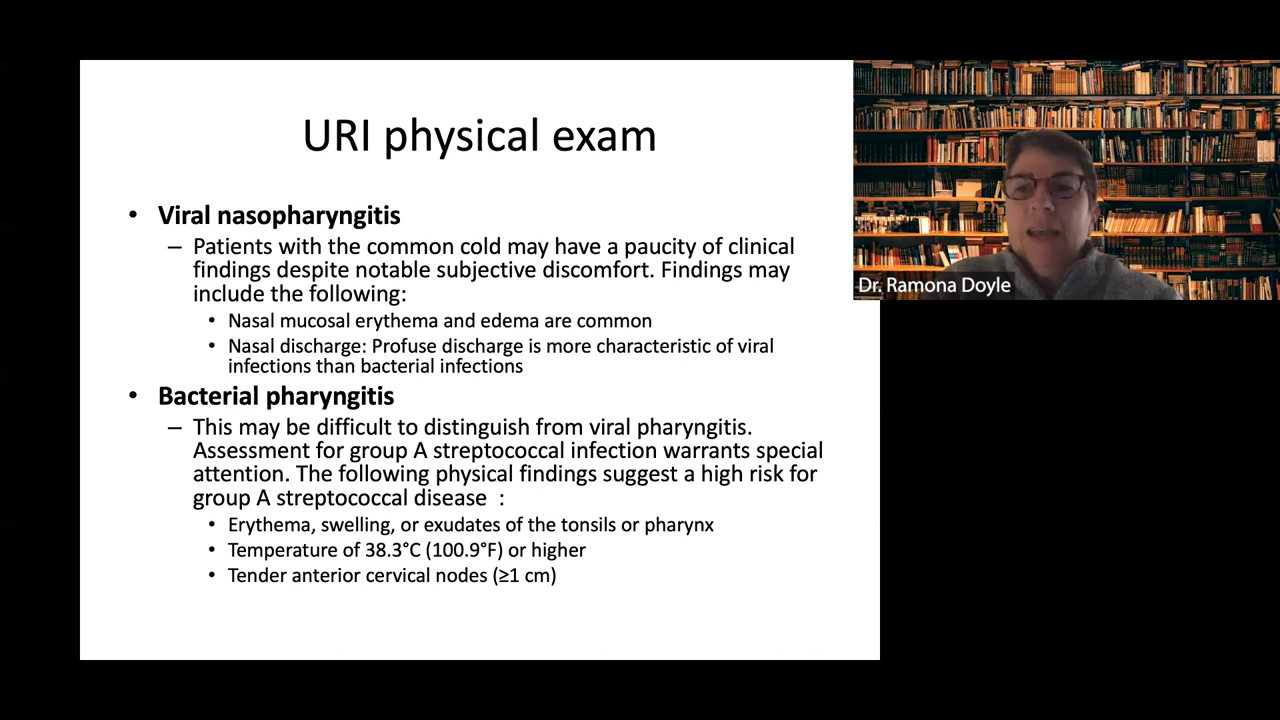 URI physical exam
• Viral nasopharyngitis
– Patients with the common cold may have a paucity of clinical
findings despite notable subjective discomfort. Findings may
include the following:
• Nasal mucosal erythema and edema are common
• Nasal discharge: Profuse discharge is more characteristic of viral
infections than bacterial infections
• Bacterial pharyngitis
– This may be difficult to distinguish from viral pharyngitis.
Assessment for group A streptococcal infection warrants special
attention. The following physical findings suggest a high risk for
group A streptococcal disease :
• Erythema, swelling, or exudates of the tonsils or pharynx
• Temperature of 38.3°C (100.9°F) or higher
• Tender anterior cervical nodes (≥1 cm)
Dr. Ramona Doyle